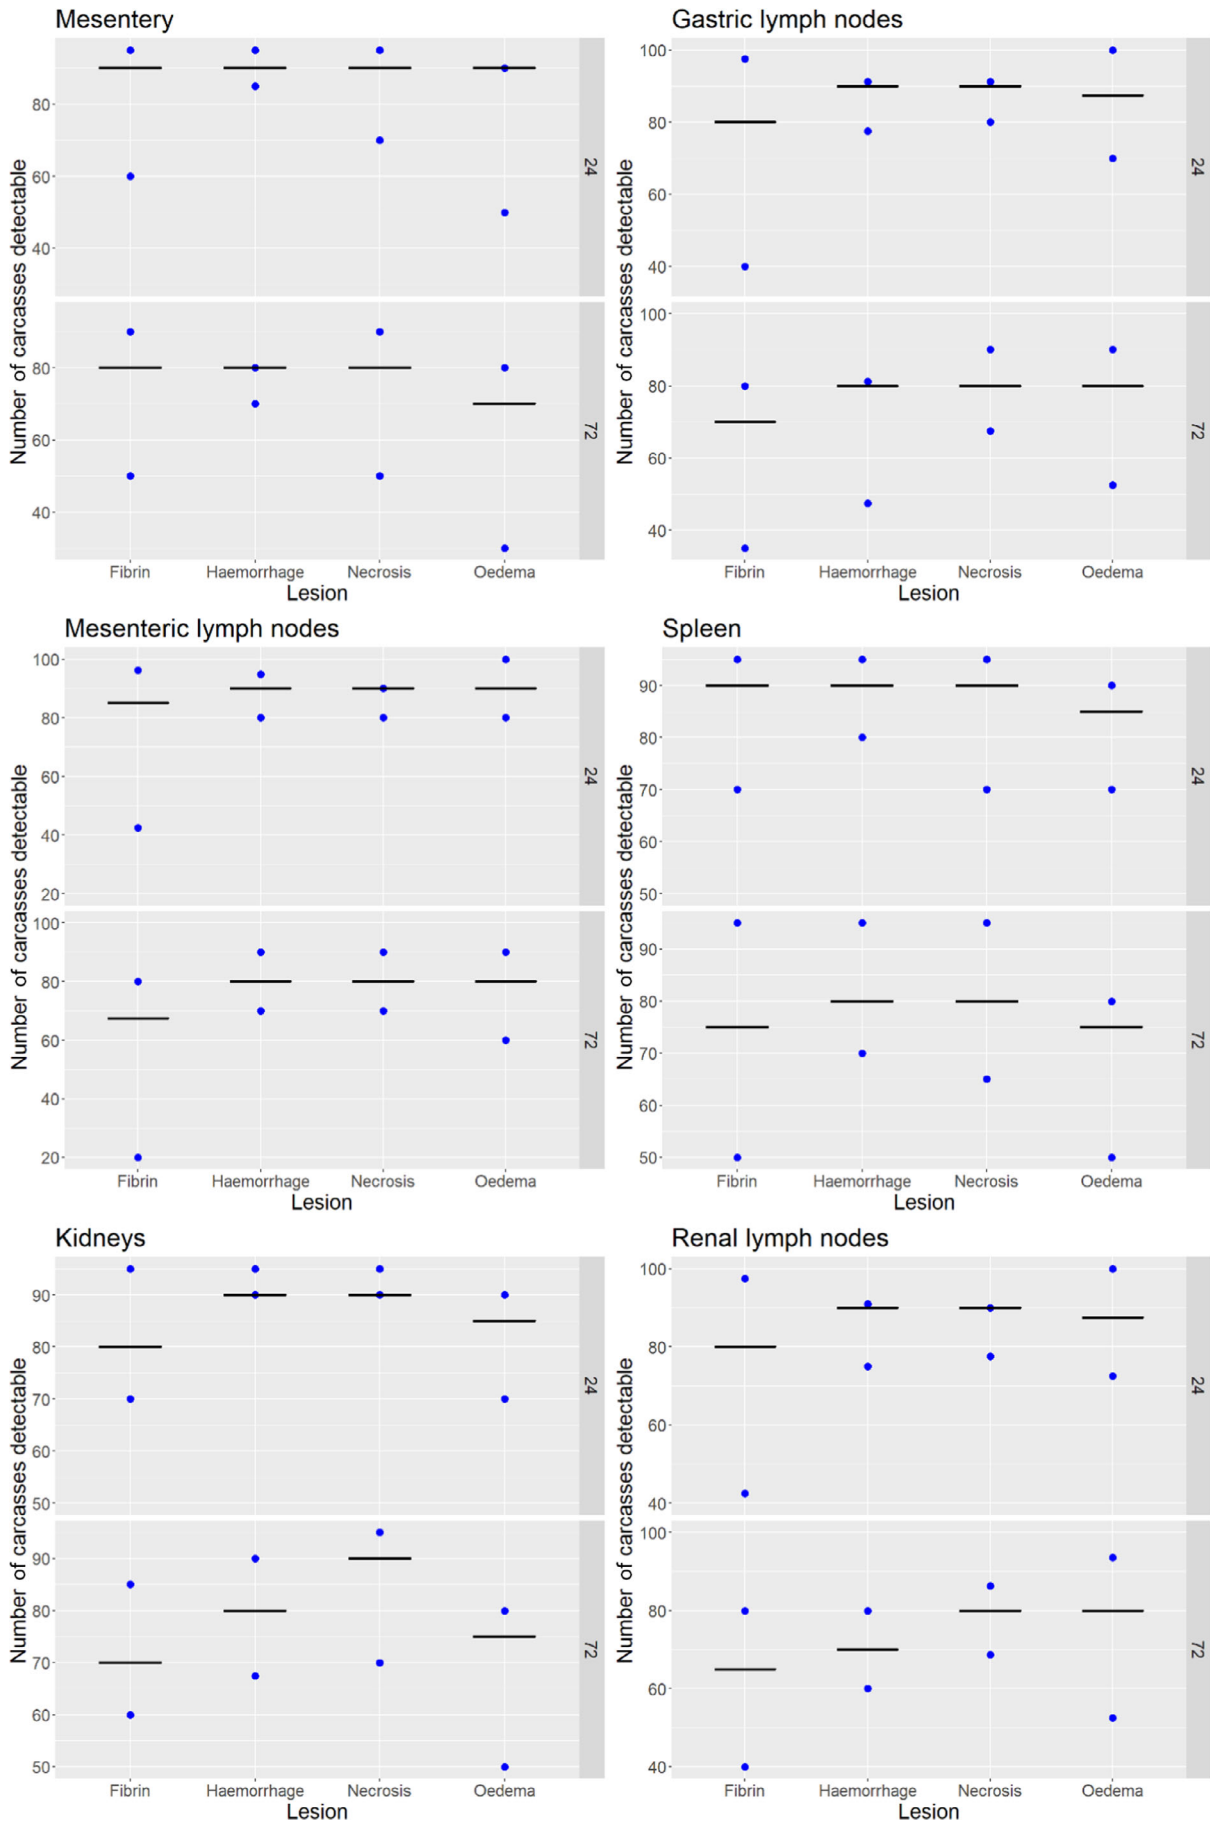 Mesentery
Number of carcasses detectable
80
60
40
24
80
60
40
72
Fibrin Haemorrhage Necrosis Oedema
Lesion
Gastric lymph nodes
Number of carcasses detectable
100
80
60
40
24
100
80
60
40
72
Fibrin Haemorrhage Necrosis Oedema
Lesion
Mesenteric lymph nodes
Number of carcasses detectable
100
80
60
40
20
24
100
80
60
40
20
72
Fibrin Haemorrhage Necrosis Oedema
Lesion
Spleen
Number of carcasses detectable
90
80
70
60
50
24
90
80
70
60
50
72
Fibrin Haemorrhage Necrosis Oedema
Lesion
Kidneys
Number of carcasses detectable
90
80
70
60
50
24
90
80
70
60
50
72
Fibrin Haemorrhage Necrosis Oedema
Lesion
Renal lymph nodes
Number of carcasses detectable
100
80
60
40
24
100
80
60
40
72
Fibrin Haemorrhage Necrosis Oedema
Lesion